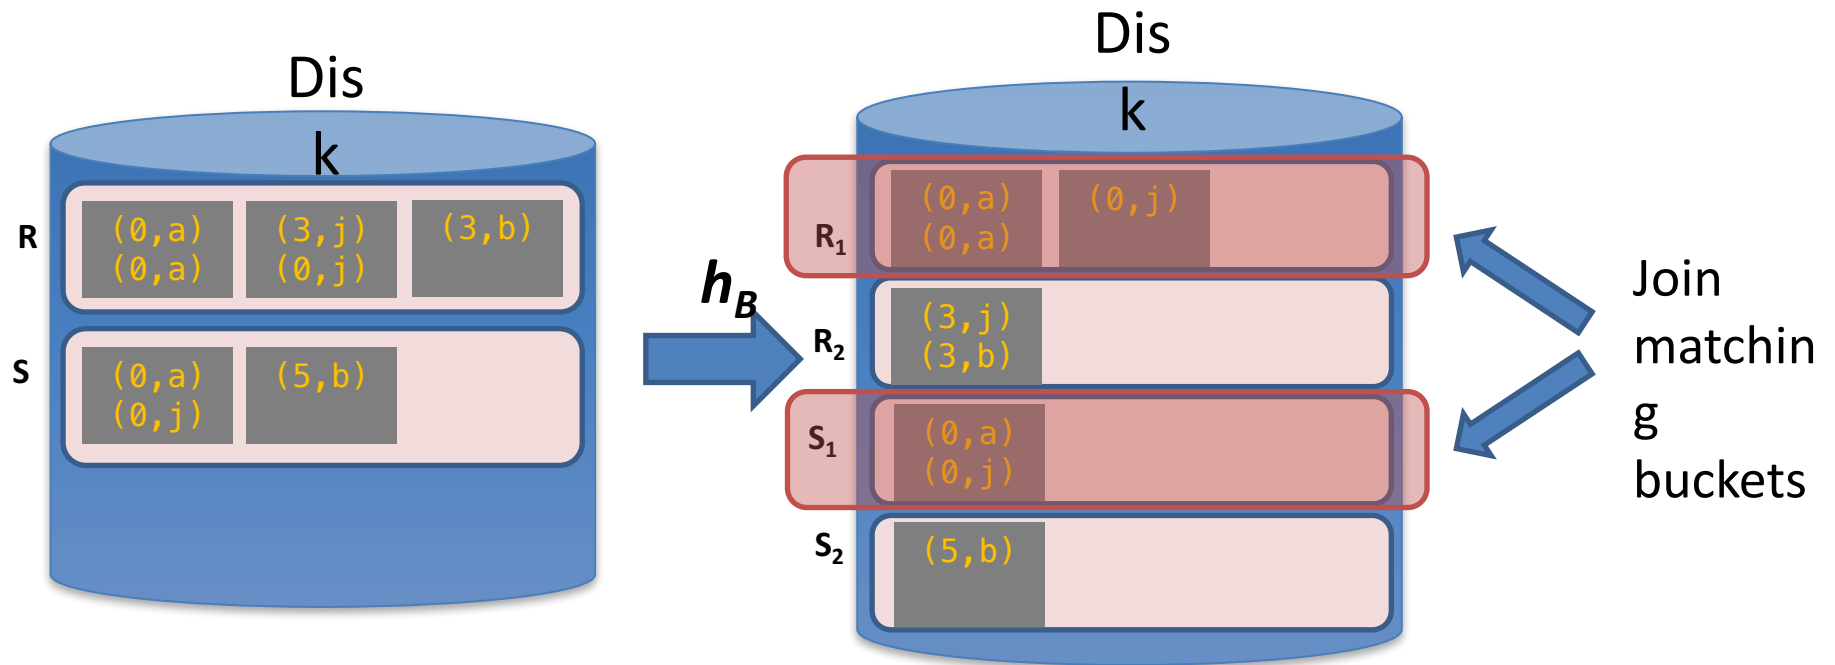 Dis
k
R
(0,a) (3,j) (3,b)
(0,a) (0,j)
S
(0,a) (5,b)
(0,j)
hB
Dis
k
R1
(0,a) (0,j)
(0,a)
R2
(3,j)
(3,b)
S1
(0,a)
(0,j)
S2
(5,b)
Join
matchin
g
buckets